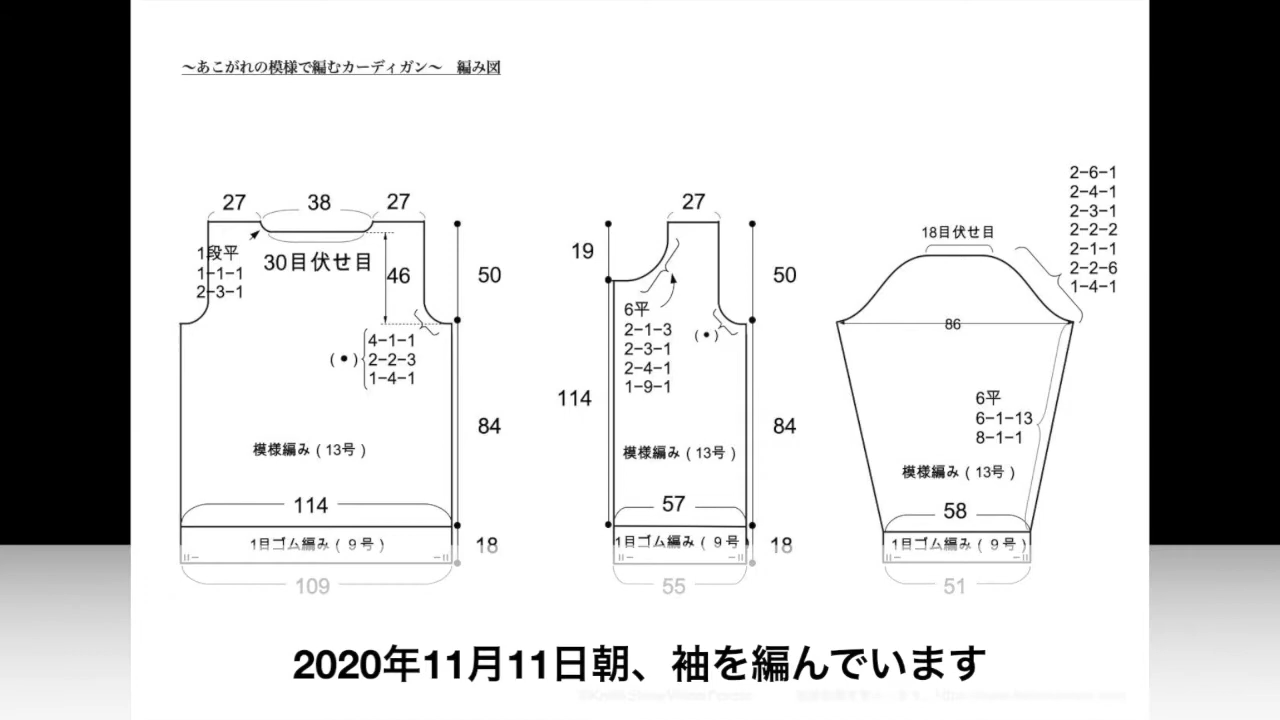 ～あこがれの模様で編むカーディガン～　編み図
27 38 27
1段平
1−1−1
2−3−1
30目伏せ目
46
50
(●)
4−1−1
2−2−3
1−4−1
84
模様編み(13号)
114
1目ゴム編み(9号)
18
109
27
19
50
6平
2−1−3
2−3−1
2−4−1
1−9−1
(●)
114
84
模様編み(13号)
57
1目ゴム編み(9号)
18
55
2−6−1
2−4−1
2−3−1
2−2−2
2−1−1
2−2−6
1−4−1
18目伏せ目
86
6平
6−1−13
8−1−1
模様編み(13号)
58
1目ゴム編み(9号)
51
2020年11月11日朝、袖を編んでいます